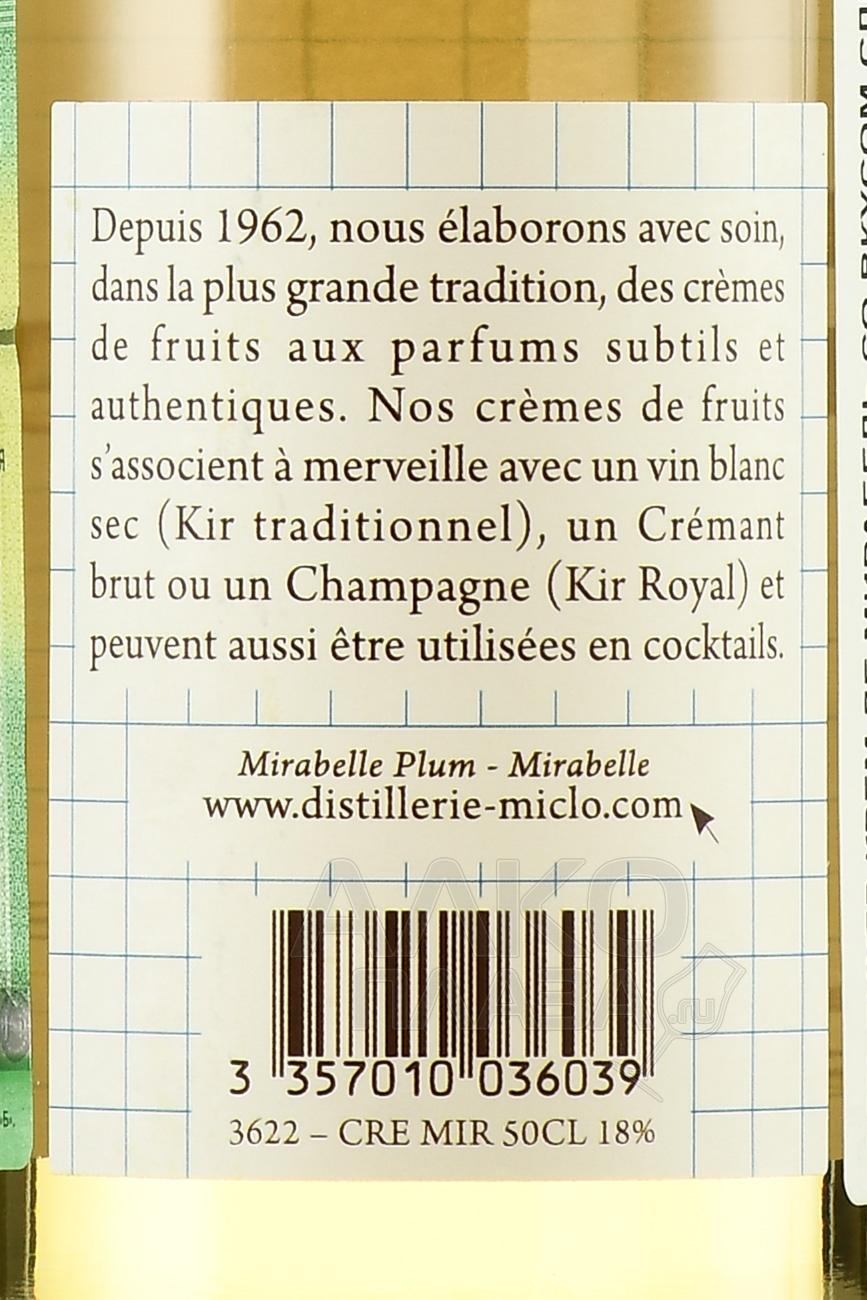 Depuis 1962, nous élaborons avec soin,
dans la plus grande tradition, des crèmes
de fruits aux parfums subtils et
authentiques. Nos crèmes de fruits
s'associent à merveille avec un vin blanc
sec (Kir traditionnel), un Crémant
brut ou un Champagne (Kir Royal) et
peuvent aussi être utilisées en cocktails.
Mirabelle Plum - Mirabelle
www.distillerie-miclo.com
АЛКО
ПЛАЗА.ru
3 357010 036039
3622 – CRE MIR 50CL 18%